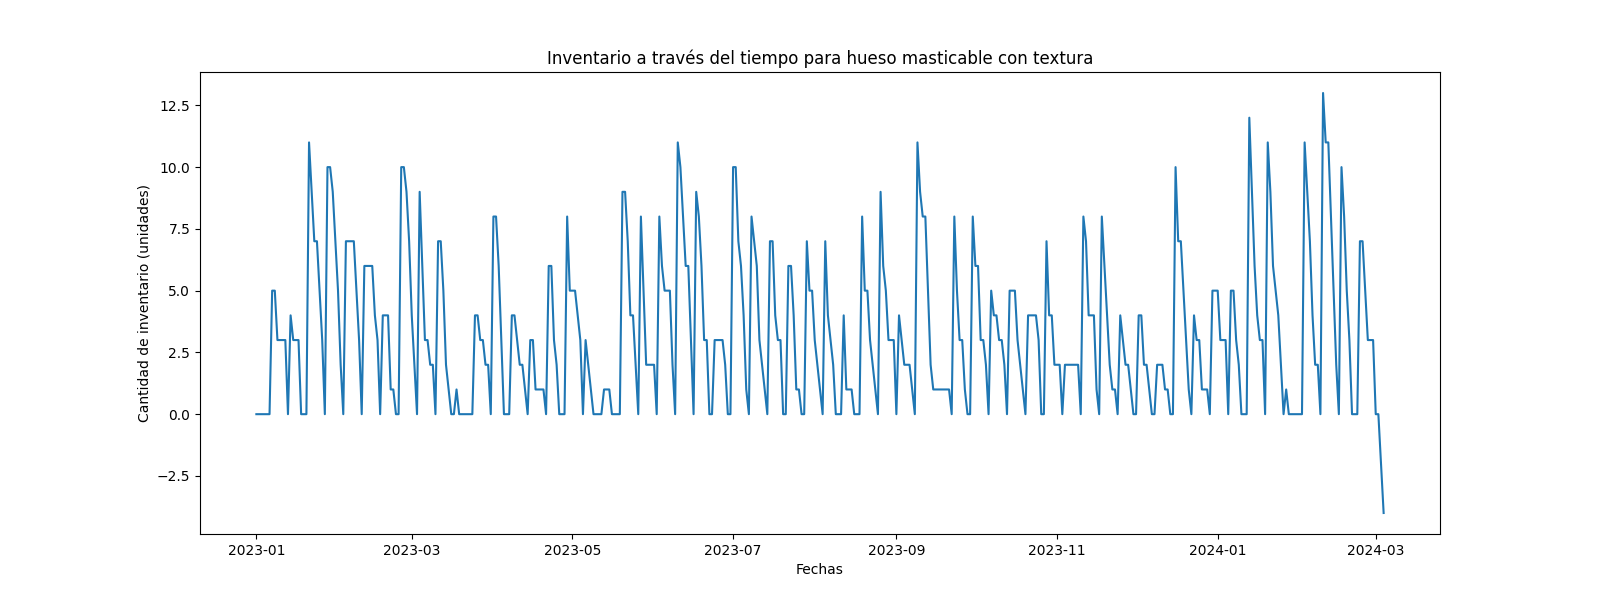 Inventario a través del tiempo para hueso masticable con textura
Cantidad de inventario (unidades)
12.5
10.0
7.5
5.0
2.5
0.0
−2.5
2023-01 2023-03 2023-05 2023-07 2023-09 2023-11 2024-01 2024-03
Fechas